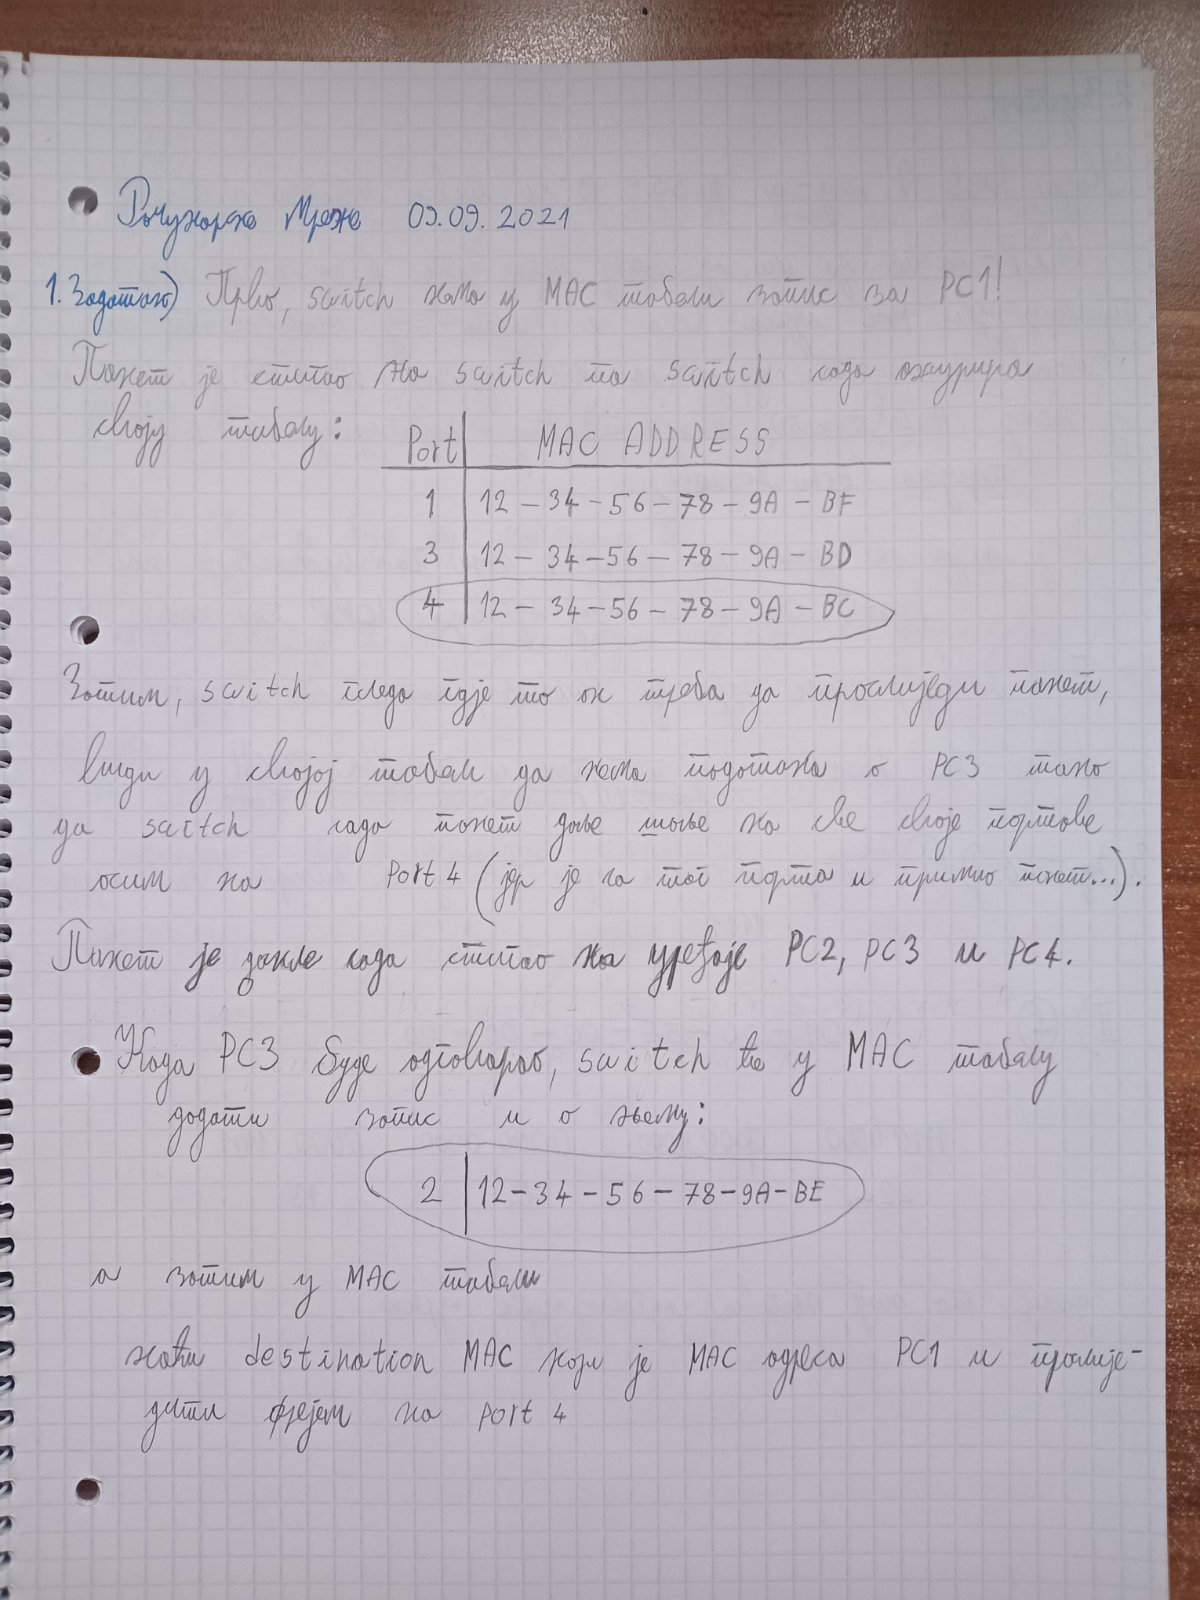 Рачунарске Мреже 09.09.2021
1. Задатак) Прво, switch нема у MAC табели запис за PC1!
Пакет је стигао на switch па switch сада ажурира
своју табелу:
Port MAC ADDRESS
1 12-34-56-78-9A-BF
3 12-34-56-78-9A-BD
4 12-34-56-78-9A-BC
Затим, switch гледа гдје то он треба да прослиједи пакет,
види у својој табели да нема података о PC3 тако
да switch сада пакет даље шаље на све своје портове
осим на Port 4 (јер је са тог порта и примио пакет...).
Пакет је дакле сада стигао на уређаје PC2, PC3 и PC4.
Када PC3 буде одговарао, switch ће у MAC табелу
додати запис и о њему:
2 12-34-56-78-9A-BE
а затим у MAC табели
наћи destination MAC који је MAC адреса PC1 и прослије-
дити фрејм на port 4